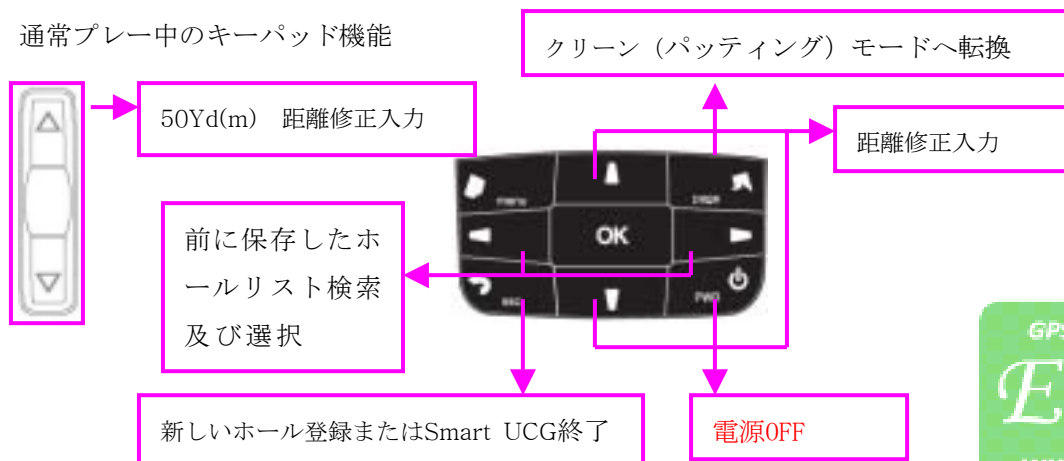 通常プレー中のキーパッド機能
クリーン（パッティング）モードへ転換
50Yd(m) 距離修正入力
距離修正入力
menu
OK
前に保存したホ
ールリスト検索
及び選択
esc
PWR
GPS
新しいホール登録またはSmart UCG終了
電源OFF